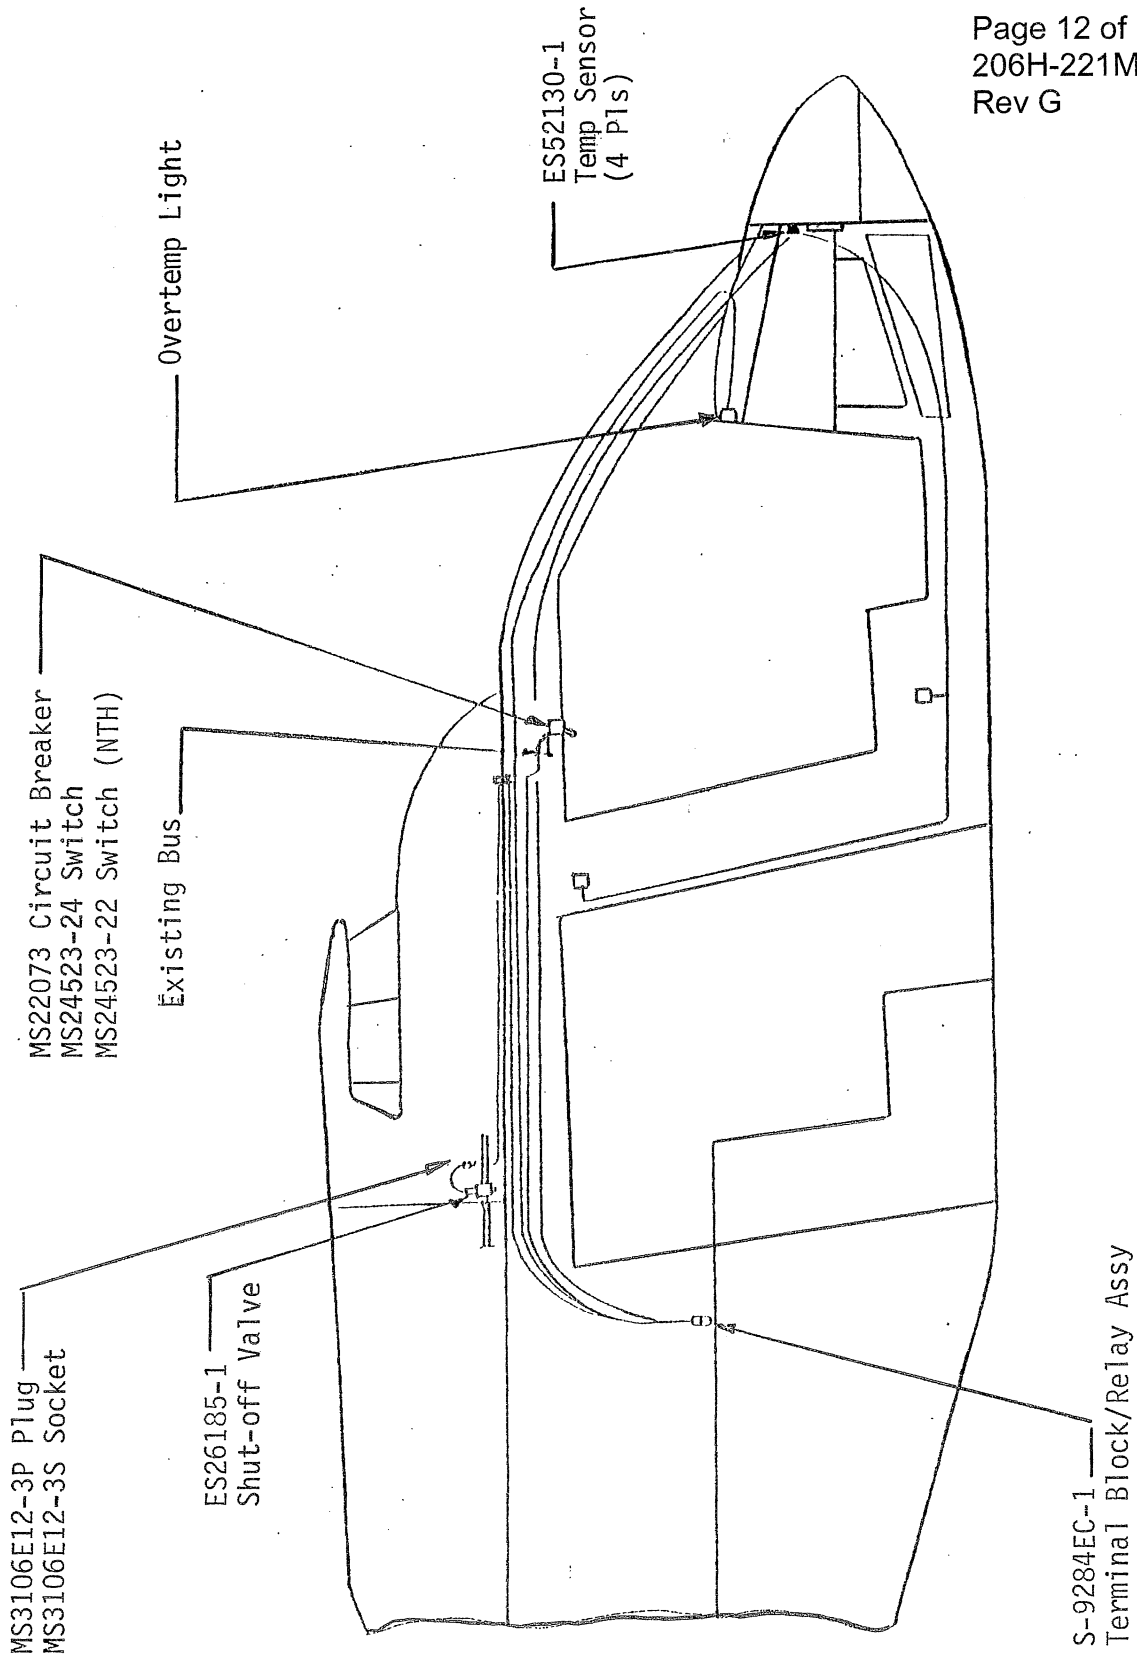 Page 12 of
206H-221M
Rev G
ES52130-1
Temp Sensor
(4 Pls)
Overtemp Light
MS22073 Circuit Breaker
MS24523-24 Switch
MS24523-22 Switch (NTH)
Existing Bus
MS3106E12-3P Plug
MS3106E12-3S Socket
ES26185-1
Shut-off Valve
S-9284EC-1
Terminal Block/Relay Assy